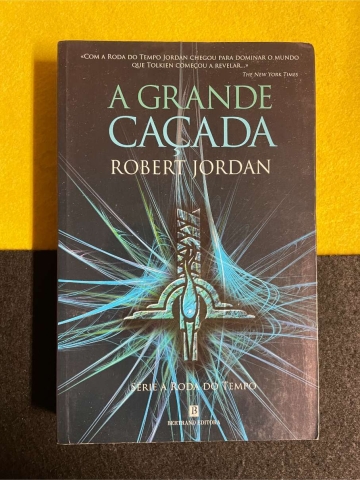 «Com a Roda do Tempo Jordan chegou para dominar o mundo
que Tolkien começou a revelar...»
The New York Times
A GRANDE
CAÇADA
ROBERT JORDAN
Série A Roda do Tempo
B
Bertrand Editora